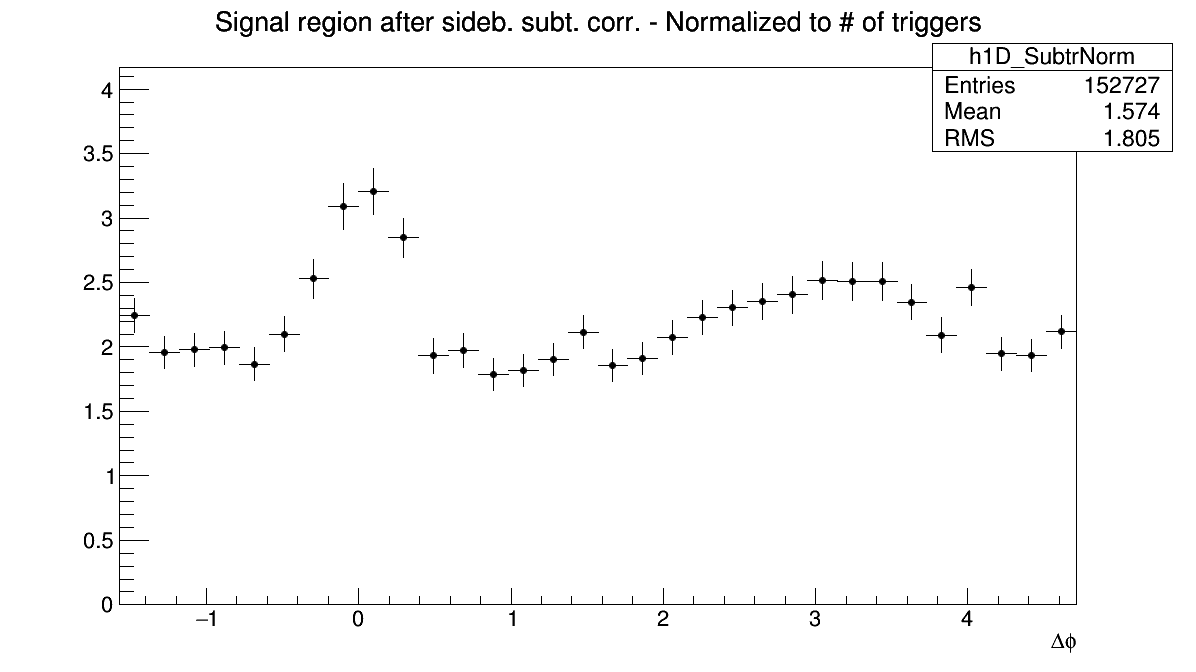 Signal region after sideb. subt. corr. - Normalized to # of triggers
h1D_SubtrNorm
Entries 152727
Mean 1.574
RMS 1.805
4
3.5
3
2.5
2
1.5
1
0.5
0
−1 0 1 2 3 4
Δϕ